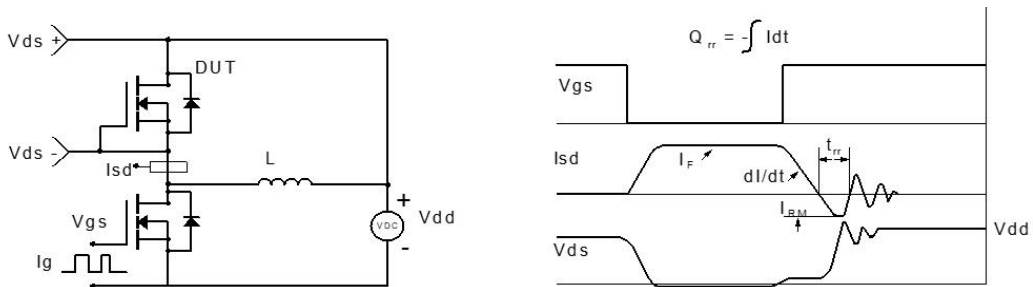 Vds +
DUT
Vds -
Isd
L
Vgs
Ig
+
VDC
-
Vdd
Q rr = -∫ Idt
Vgs
Isd
I F
dI/dt
t rr
I RM
Vds
Vdd